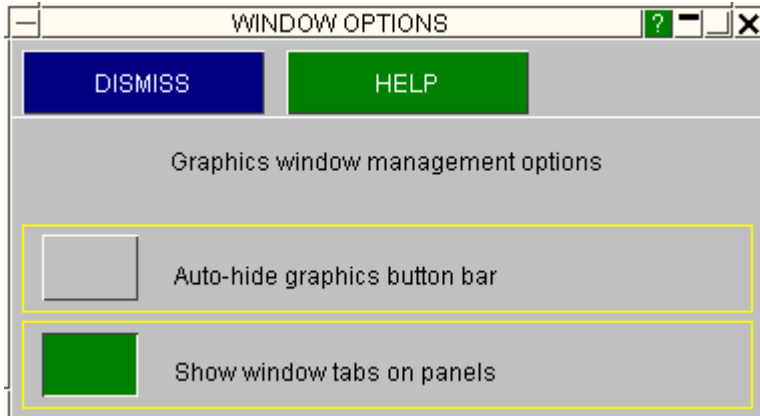 WINDOW OPTIONS ?
DISMISS HELP
Graphics window management options
Auto-hide graphics button bar
Show window tabs on panels